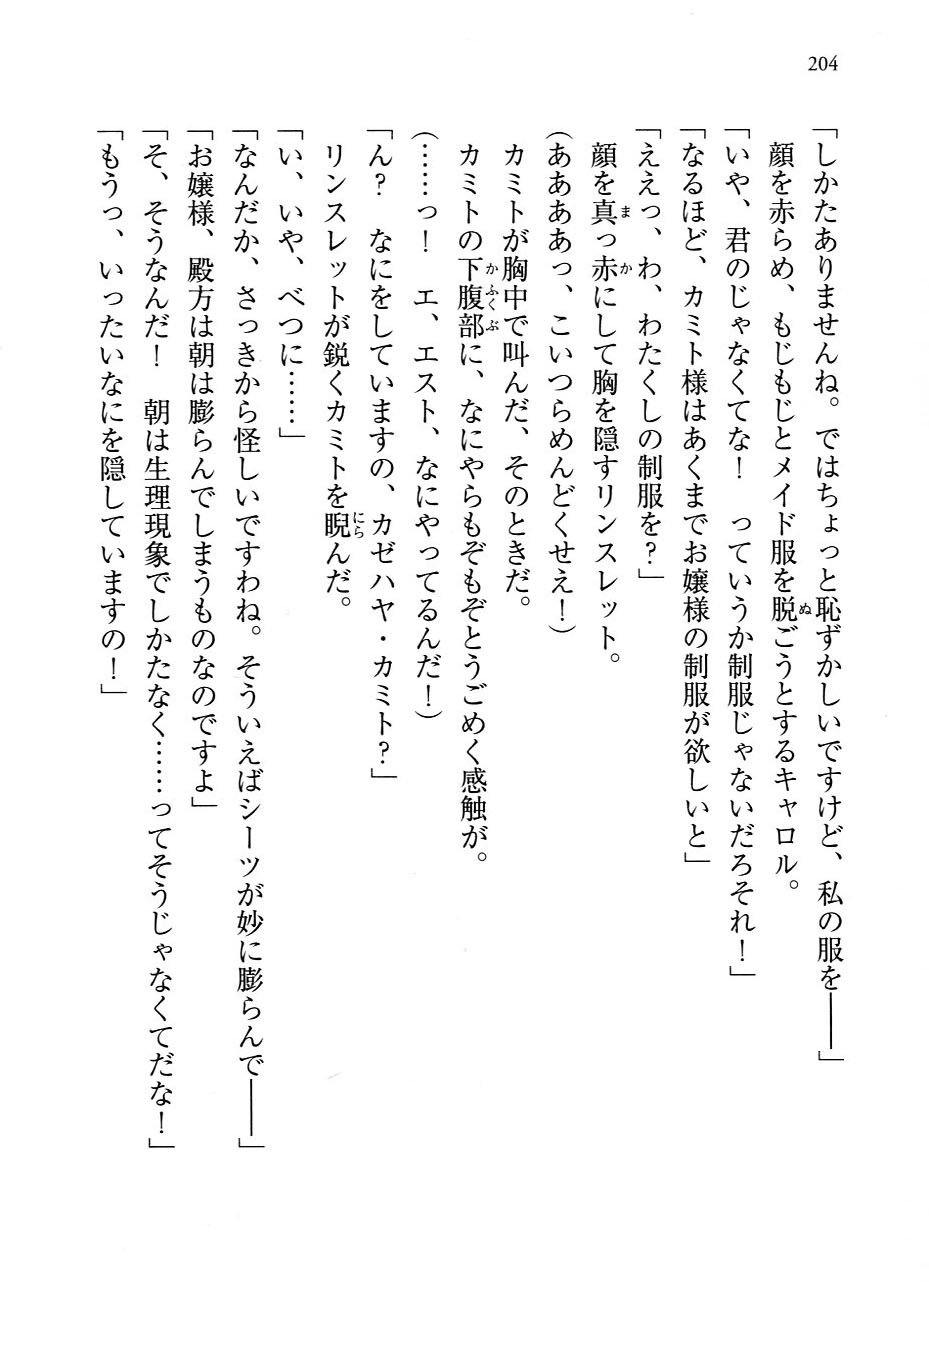 204
「しかたありませんね。ではちょっと恥ずかしいですけど、私の服を――」
顔を赤らめ、もじもじとメイド服を脱ごうとするキャロル。
「いや、君のじゃなくてな！　っていうか制服じゃないだろそれ！」
「なるほど、カミト様はあくまでお嬢様の制服が欲しいと」
「ええっ、わ、わたくしの制服を？」
顔を真っ赤にして胸を隠すリンスレット。
（ああああっ、こいつらめんどくせえ！）
カミトが胸中で叫んだ、そのときだ。
カミトの下腹部に、なにやらもぞもぞとうごめく感触が。
（……っ！　エ、エスト、なにやってるんだ！）
「ん？　なにをしていますの、カゼハヤ・カミト？」
リンスレットが鋭くカミトを睨んだ。
「い、いや、べつに……」
「なんだか、さっきから怪しいですわね。そういえばシーツが妙に膨らんで――」
「お嬢様、殿方は朝は膨らんでしまうものなのですよ」
「そ、そうなんだ！　朝は生理現象でしかたなく……ってそうじゃなくてだな！」
「もうっ、いったいなにを隠していますの！」